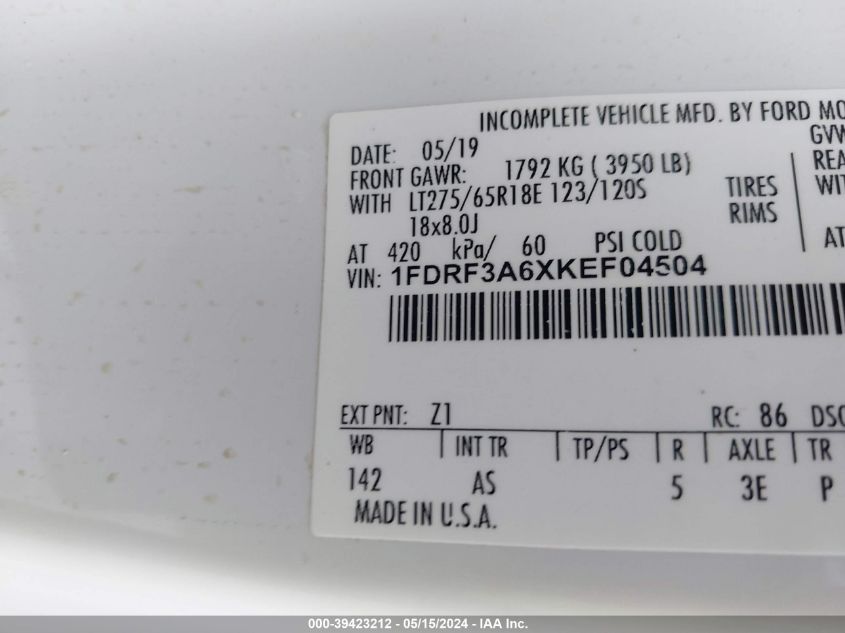 INCOMPLETE VEHICLE MFD. BY FORD
DATE: 05/19
GVW
FRONT GAWR: 1792 KG ( 3950 LB)
REA
WITH LT275/65R18E 123/120S TIRES
WIT
18x8.0J RIMS
AT 420 kPa/ 60 PSI COLD
AT
VIN: 1FDRF3A6XKEF04504
EXT PNT: Z1 RC: 86 DSO
WB INT TR TP/PS R AXLE TR
142 AS 5 3E P
MADE IN U.S.A.
000-39423212 - 05/15/2024 - IAA Inc.